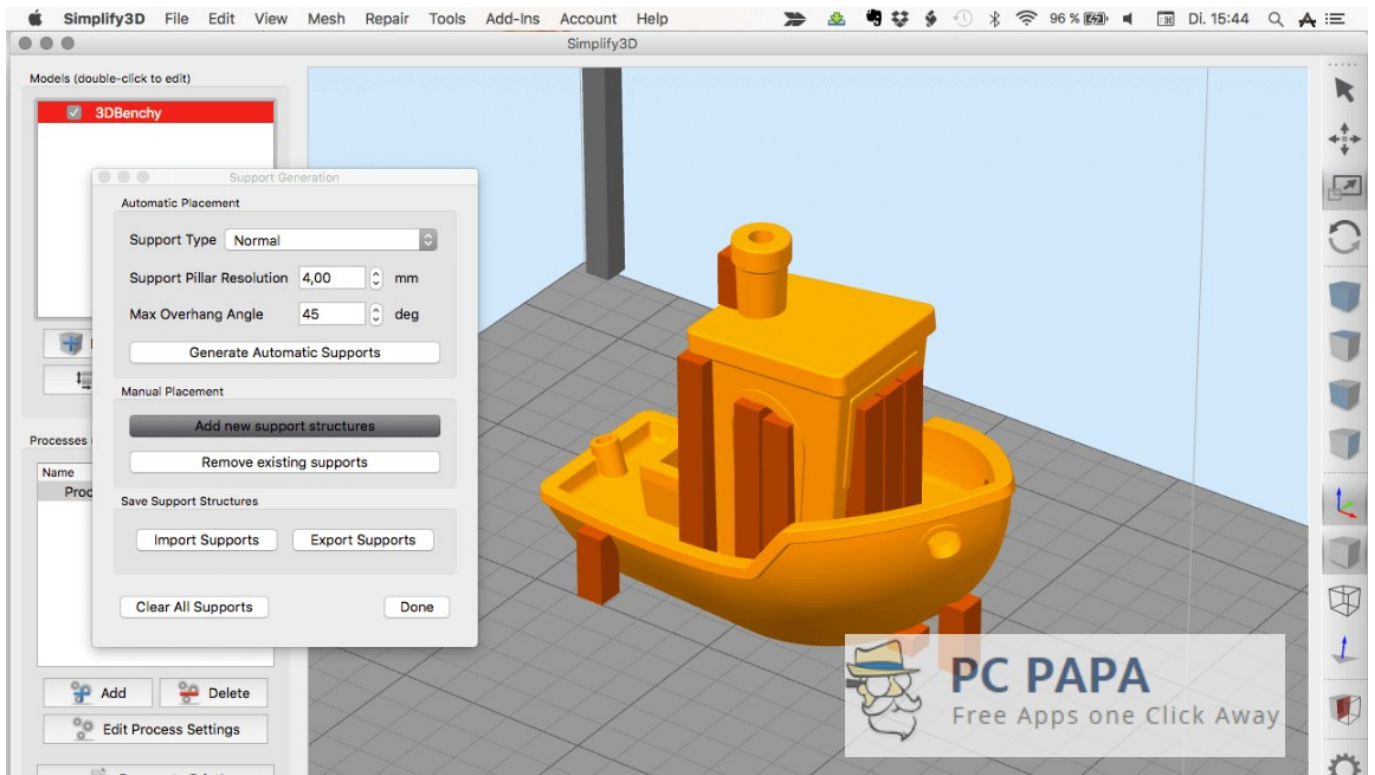 Simplify3D File Edit View Mesh Repair Tools Add-Ins Account Help 96 % Di. 15:44
Simplify3D
Models (double-click to edit)
3DBenchy
Support Generation
Automatic Placement
Support Type Normal
Support Pillar Resolution 4,00 mm
Max Overhang Angle 45 deg
Generate Automatic Supports
Manual Placement
Add new support structures
Remove existing supports
Save Support Structures
Import Supports Export Supports
Clear All Supports Done
Processes
Name
Proc
Add Delete
Edit Process Settings
PC PAPA
Free Apps one Click Away